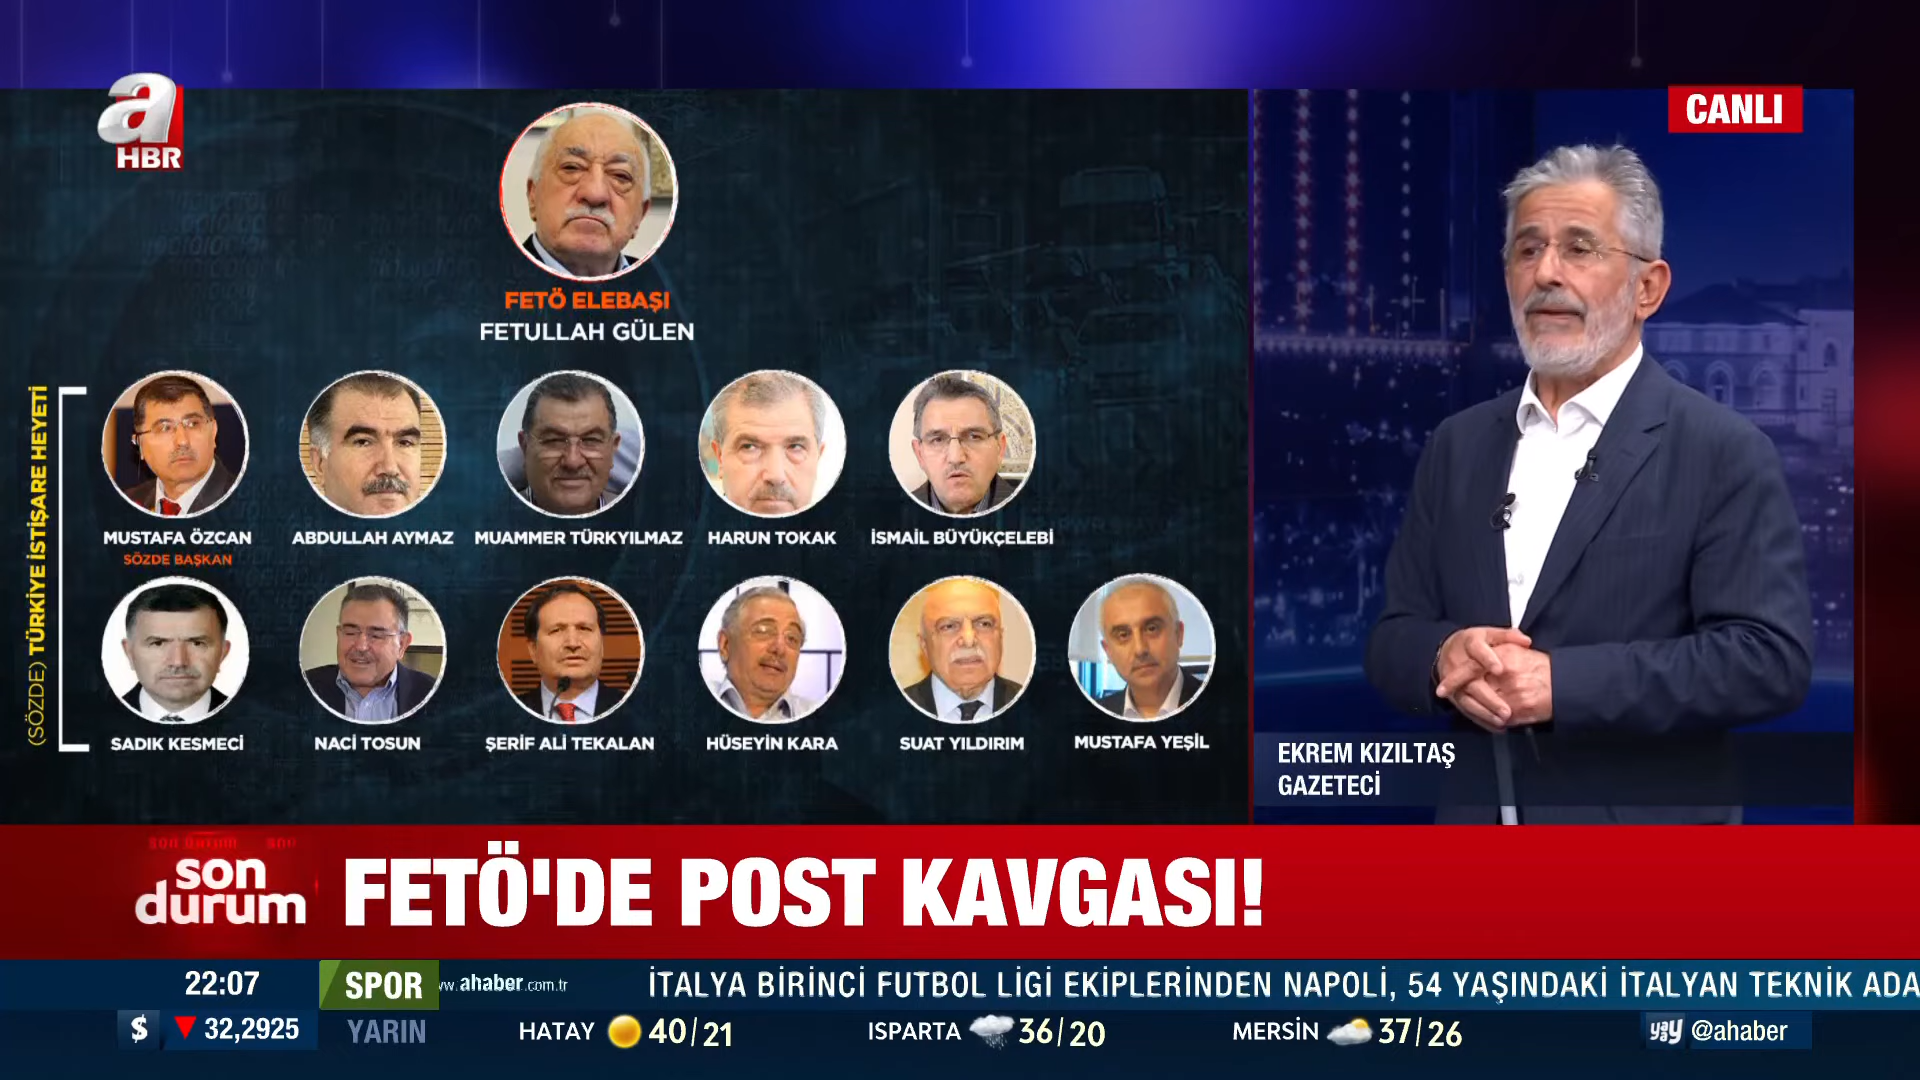 a
HBR
CANLI
FETÖ ELEBAŞI
FETULLAH GÜLEN
(SÖZDE) TÜRKİYE İSTİŞARE HEYETİ
MUSTAFA ÖZCAN
SÖZDE BAŞKAN
ABDULLAH AYMAZ
MUAMMER TÜRKYILMAZ
HARUN TOKAK
İSMAİL BÜYÜKÇELEBİ
SADIK KESMECİ
NACİ TOSUN
ŞERİF ALİ TEKALAN
HÜSEYİN KARA
SUAT YILDIRIM
MUSTAFA YEŞİL
EKREM KIZILTAŞ
GAZETECİ
son
durum
FETÖ'DE POST KAVGASI!
22:07
SPOR
www.ahaber.com.tr
İTALYA BİRİNCİ FUTBOL LİGİ EKİPLERİNDEN NAPOLİ, 54 YAŞINDAKİ İTALYAN TEKNİK ADA
$ 32,2925
YARIN
HATAY 40/21
ISPARTA 36/20
MERSİN 37/26
yaay @ahaber